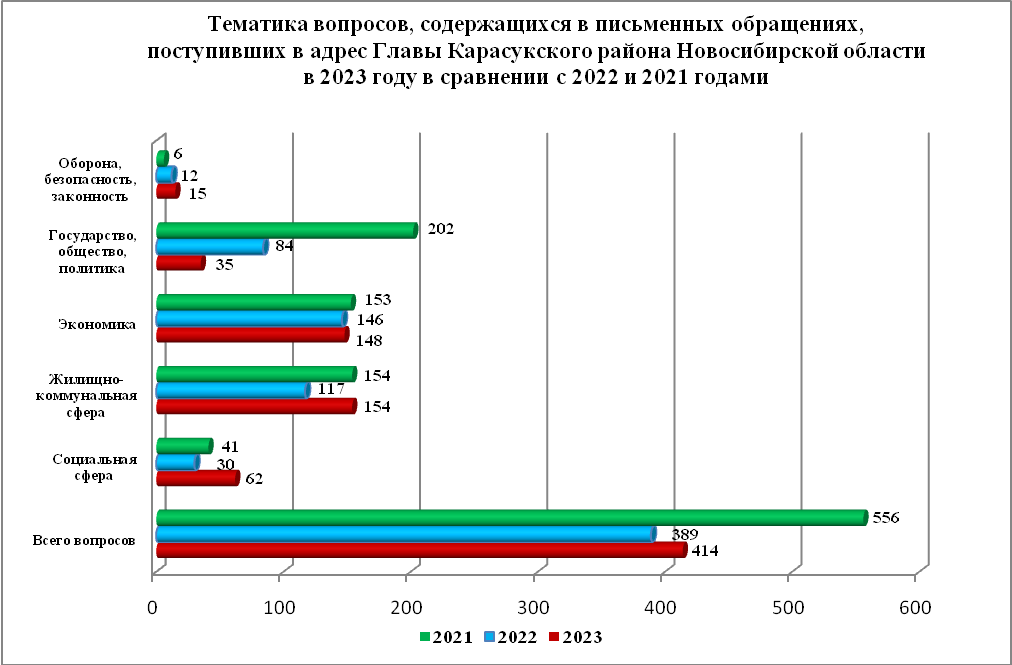 Тематика вопросов, содержащихся в письменных обращениях,
поступивших в адрес Главы Карасукского района Новосибирской области
в 2023 году в сравнении с 2022 и 2021 годами
Оборона,
безопасность,
законность
6
12
15
Государство,
общество,
политика
202
84
35
Экономика
153
146
148
Жилищно-
коммунальная
сфера
154
117
154
Социальная
сфера
41
30
62
Всего вопросов
556
389
414
0 100 200 300 400 500 600
2021 2022 2023